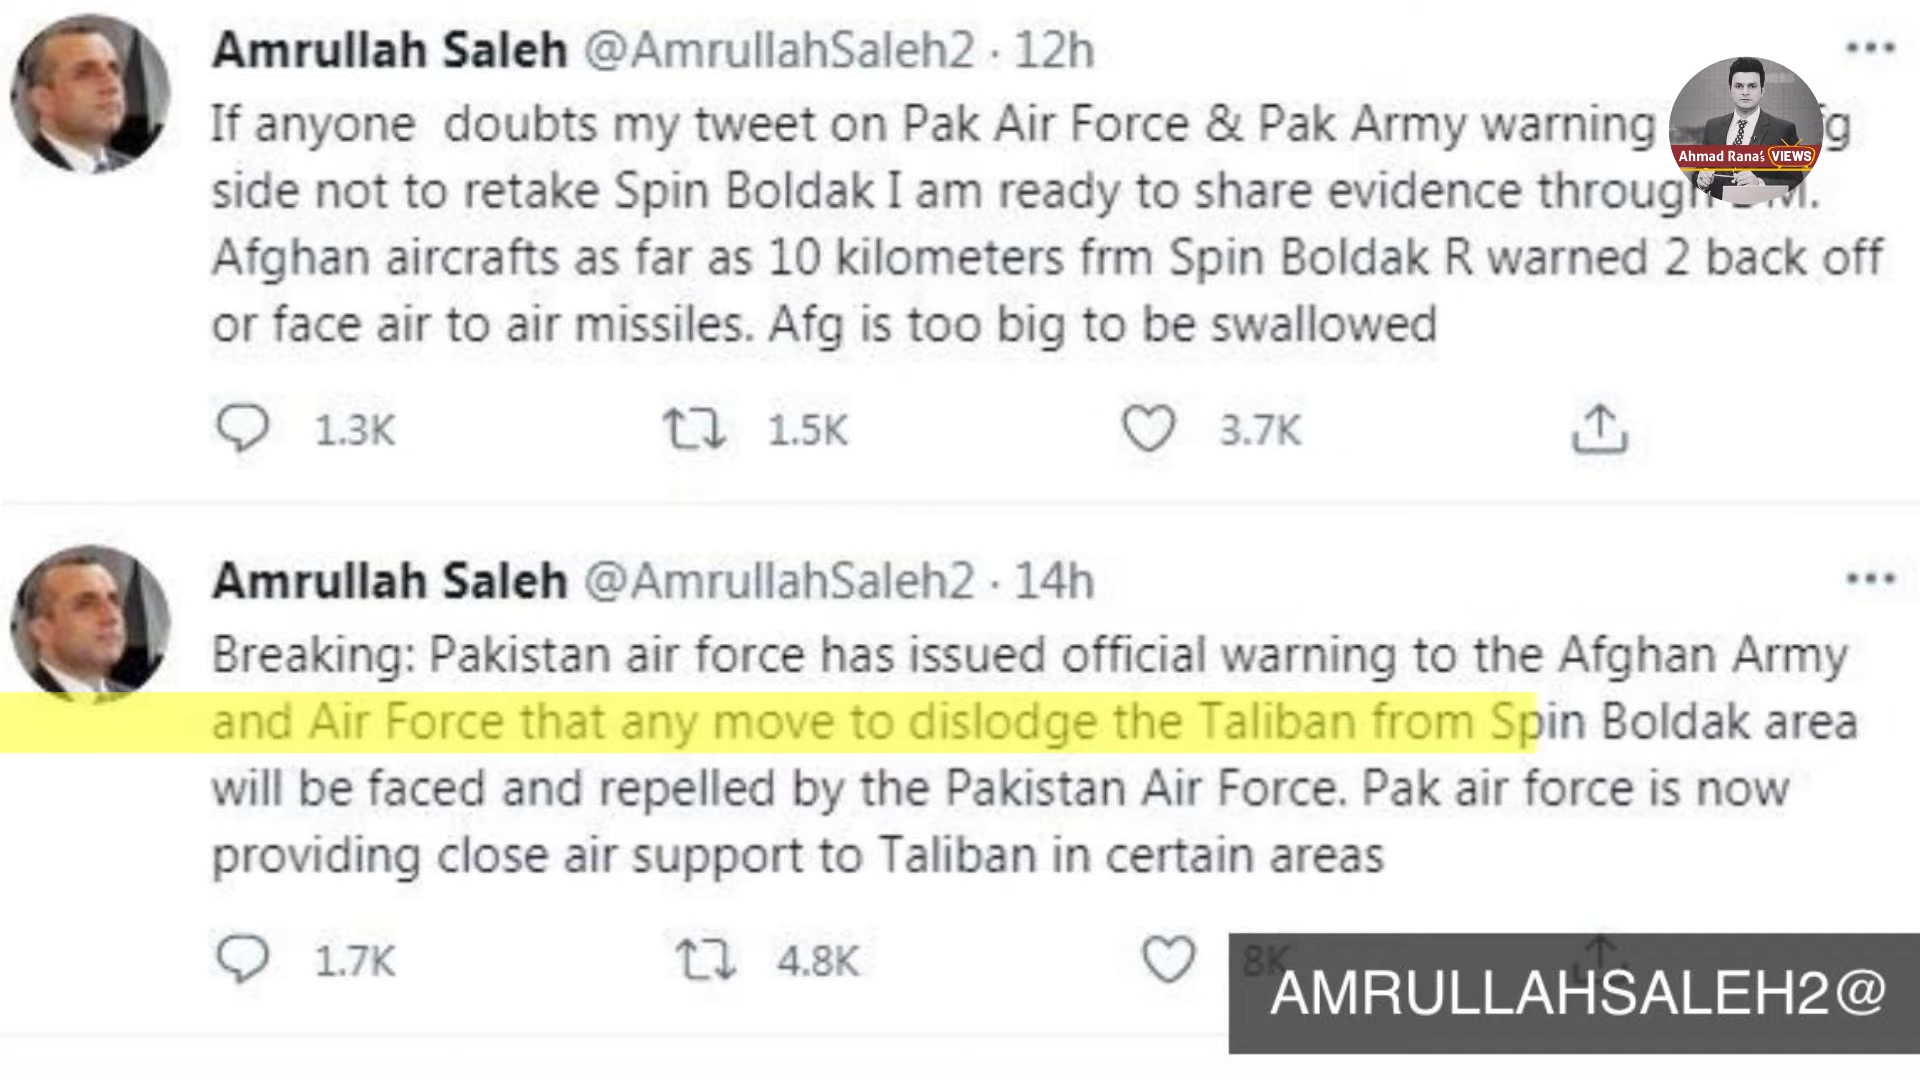 Amrullah Saleh @AmrullahSaleh2 · 12h
If anyone doubts my tweet on Pak Air Force & Pak Army warning
side not to retake Spin Boldak I am ready to share evidence through
Afghan aircrafts as far as 10 kilometers frm Spin Boldak R warned 2 back off
or face air to air missiles. Afg is too big to be swallowed
1.3K 1.5K 3.7K
Ahmad Rana's VIEWS
Amrullah Saleh @AmrullahSaleh2 · 14h
Breaking: Pakistan air force has issued official warning to the Afghan Army
and Air Force that any move to dislodge the Taliban from Spin Boldak area
will be faced and repelled by the Pakistan Air Force. Pak air force is now
providing close air support to Taliban in certain areas
1.7K 4.8K 8K
AMRULLAHSALEH2@